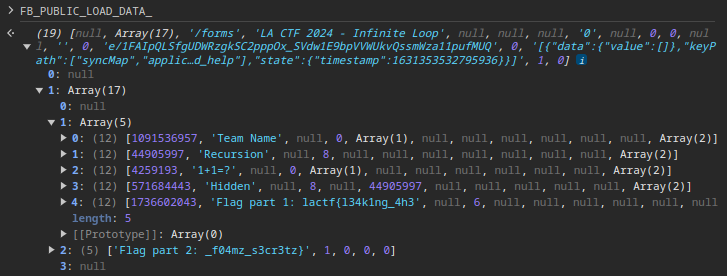 > FB_PUBLIC_LOAD_DATA_
(19) [null, Array(17), '/forms', 'LA CTF 2024 - Infinite Loop', null, null, null, '0', null, 0, 0, nul
l, '', 0, 'e/1FAIpQLSfgUDWRzgkSC2pppOx_SVdw1E9bpVVWUkvQssmWza11pufMUQ', 0, '[{"data":{"value":[]},"keyP
ath":["syncMap","applic…d_help"],"state":{"timestamp":1631353532795936}}]', 1, 0] i
0: null
1: Array(17)
0: null
1: Array(5)
0: (12) [1091536957, 'Team Name', null, 0, Array(1), null, null, null, null, null, null, Array(2)]
1: (12) [44905997, 'Recursion', null, 8, null, null, null, null, null, null, null, Array(2)]
2: (12) [4259193, '1+1=?', null, 0, Array(1), null, null, null, null, null, null, Array(2)]
3: (12) [571684443, 'Hidden', null, 8, null, 44905997, null, null, null, null, null, Array(2)]
4: (12) [1736602043, 'Flag part 1: lactf{l34k1ng_4h3', null, 6, null, null, null, null, null, null, null
length: 5
[[Prototype]]: Array(0)
2: (5) ['Flag part 2: _f04mz_s3cr3tz}', 1, 0, 0, 0]
3: null